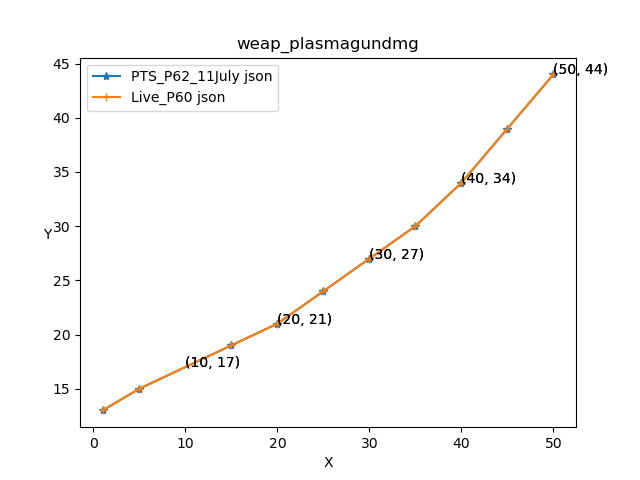 weap_plasmagundmg
PTS_P62_11July json
Live_P60 json
45
40
35
30
25
20
15
Y
(50, 44)
(40, 34)
(30, 27)
(20, 21)
(10, 17)
0 10 20 30 40 50
X